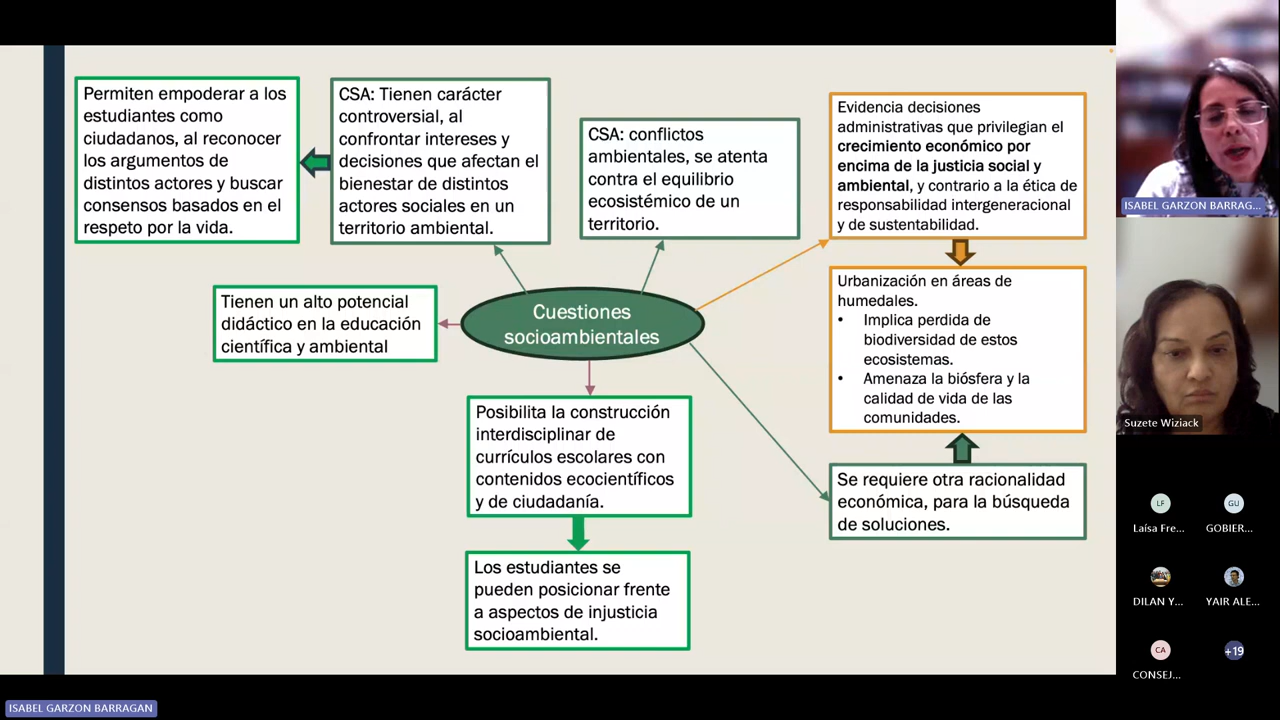 Permiten empoderar a los
estudiantes como
ciudadanos, al reconocer
los argumentos de
distintos actores y buscar
consensos basados en el
respeto por la vida.
CSA: Tienen carácter
controversial, al
confrontar intereses y
decisiones que afectan el
bienestar de distintos
actores sociales en un
territorio ambiental.
CSA: conflictos
ambientales, se atenta
contra el equilibrio
ecosistémico de un
territorio.
Evidencia decisiones
administrativas que privilegian el
crecimiento económico por
encima de la justicia social y
ambiental, y contrario a la ética de
responsabilidad intergeneracional
y de sustentabilidad.
Urbanización en áreas de
humedales.
• Implica perdida de
biodiversidad de estos
ecosistemas.
• Amenaza la biósfera y la
calidad de vida de las
comunidades.
Tienen un alto potencial
didáctico en la educación
científica y ambiental
Cuestiones
socioambientales
Posibilita la construcción
interdisciplinar de
currículos escolares con
contenidos ecocientíficos
y de ciudadanía.
Se requiere otra racionalidad
económica, para la búsqueda
de soluciones.
Los estudiantes se
pueden posicionar frente
a aspectos de injusticia
socioambiental.
ISABEL GARZON BARRAG...
Suzete Wiziack
LF
GU
Laísa Fre...
GOBIER...
DILAN Y...
YAIR ALE...
CA
+19
CONSEJ...
ISABEL GARZON BARRAGAN